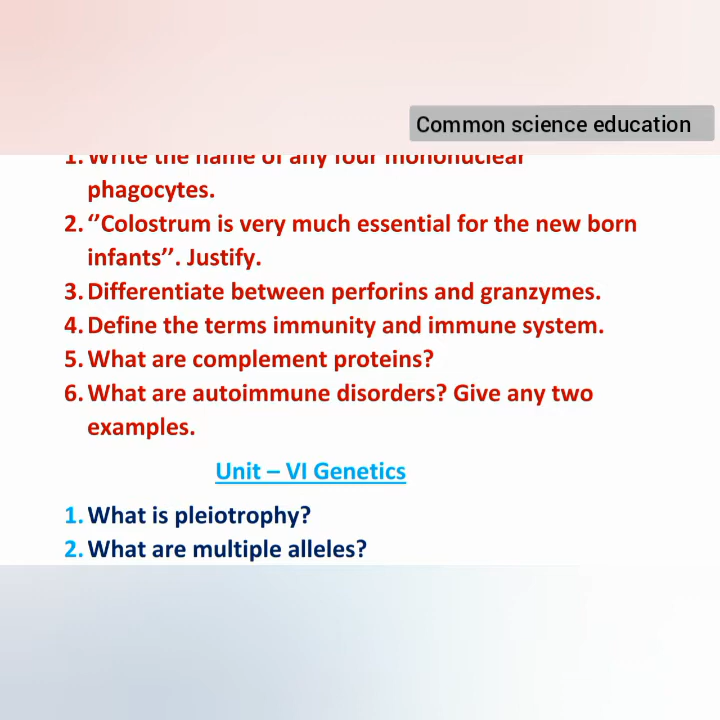 Common science education
1. Write the name of any four mononuclear
phagocytes.
2. ‘’Colostrum is very much essential for the new born
infants’’. Justify.
3. Differentiate between perforins and granzymes.
4. Define the terms immunity and immune system.
5. What are complement proteins?
6. What are autoimmune disorders? Give any two
examples.
Unit – VI Genetics
1. What is pleiotrophy?
2. What are multiple alleles?